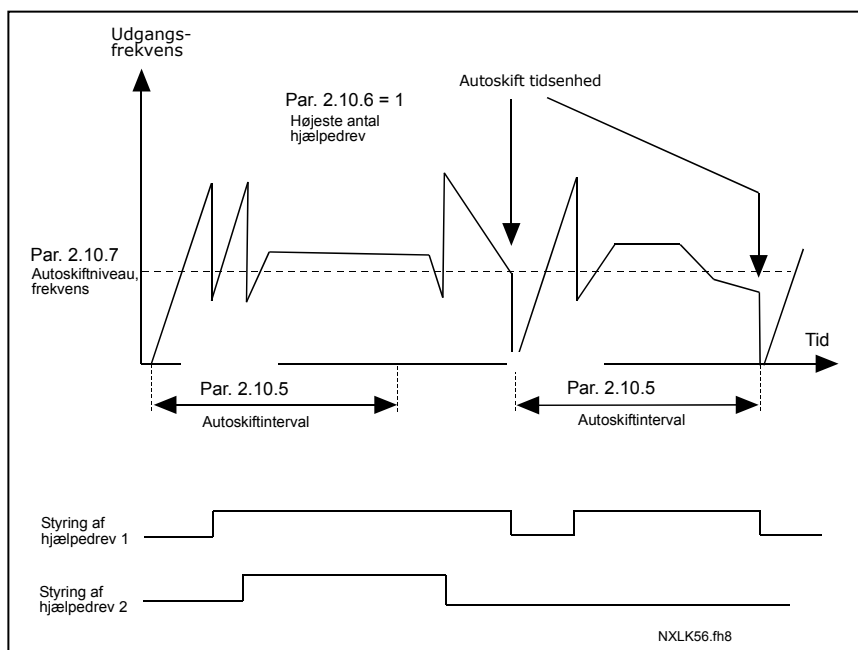 Udgangs-
frekvens
Autoskift tidsenhed
Par. 2.10.6 = 1
Højeste antal
hjælpedrev
Par. 2.10.7
Autoskiftniveau,
frekvens
Tid
Par. 2.10.5
Autoskiftinterval
Par. 2.10.5
Autoskiftinterval
Styring af
hjælpedrev 1
Styring af
hjælpedrev 2
NXLK56.fh8